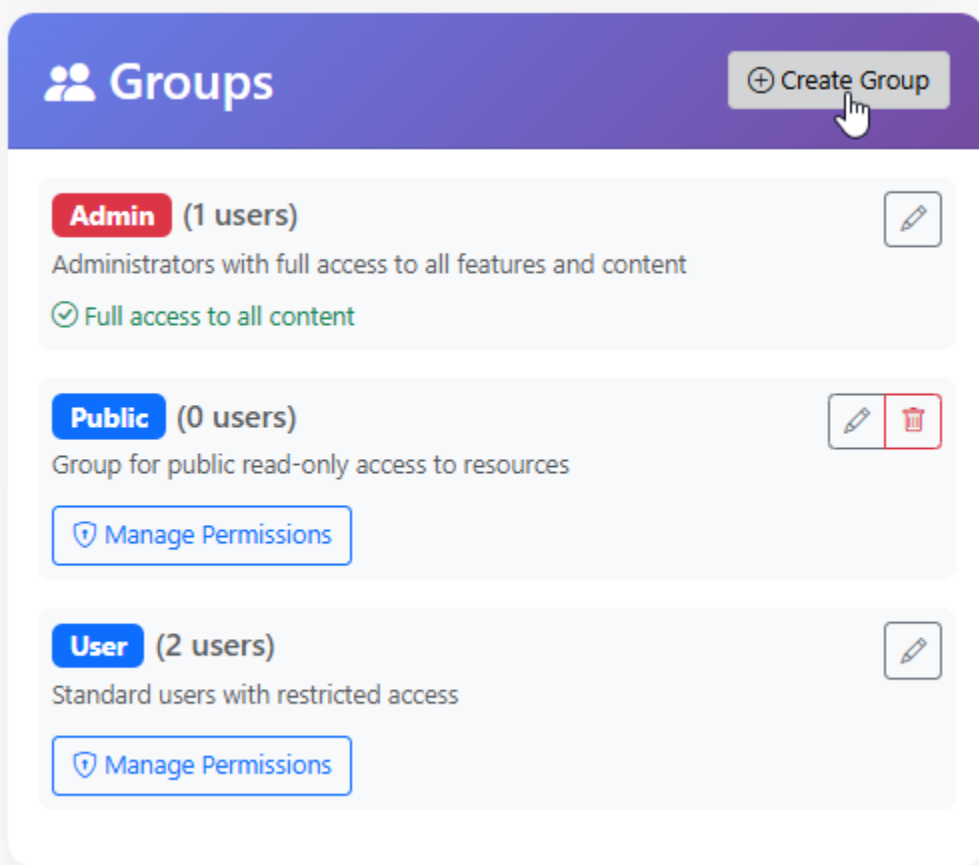 Groups
Create Group
Admin (1 users)
Administrators with full access to all features and content
Full access to all content
Public (0 users)
Group for public read-only access to resources
Manage Permissions
User (2 users)
Standard users with restricted access
Manage Permissions